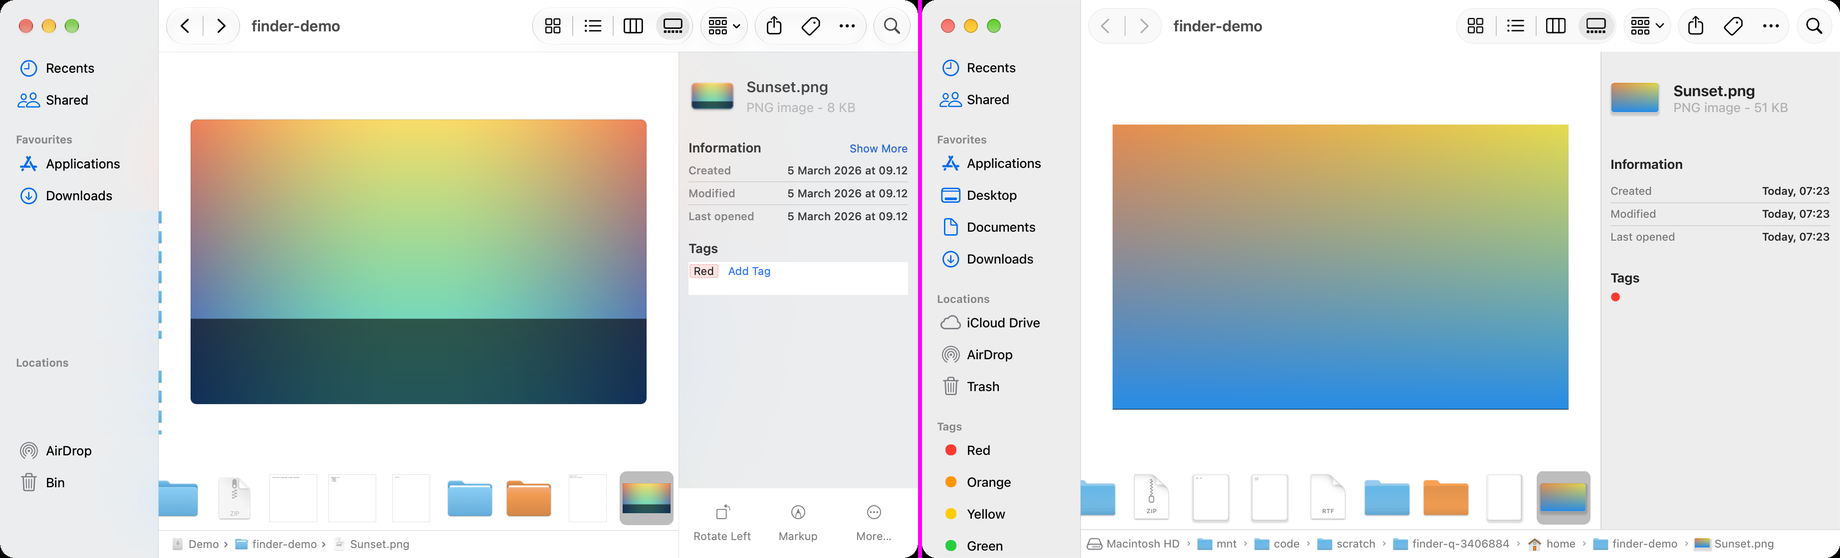 finder-demo
Recents
Shared
Favourites
Applications
Downloads
Locations
AirDrop
Bin
Sunset.png
PNG image - 8 KB
Information
Show More
Created 5 March 2026 at 09.12
Modified 5 March 2026 at 09.12
Last opened 5 March 2026 at 09.12
Tags
Red Add Tag
ZIP
Rotate Left
Markup
More...
Demo › finder-demo › Sunset.png
finder-demo
Recents
Shared
Favorites
Applications
Desktop
Documents
Downloads
Locations
iCloud Drive
AirDrop
Trash
Tags
Red
Orange
Yellow
Green
Sunset.png
PNG image - 51 KB
Information
Created Today, 07:23
Modified Today, 07:23
Last opened Today, 07:23
Tags
ZIP
RTF
Macintosh HD › mnt › code › scratch › finder-q-3406884 › home › finder-demo › Sunset.png